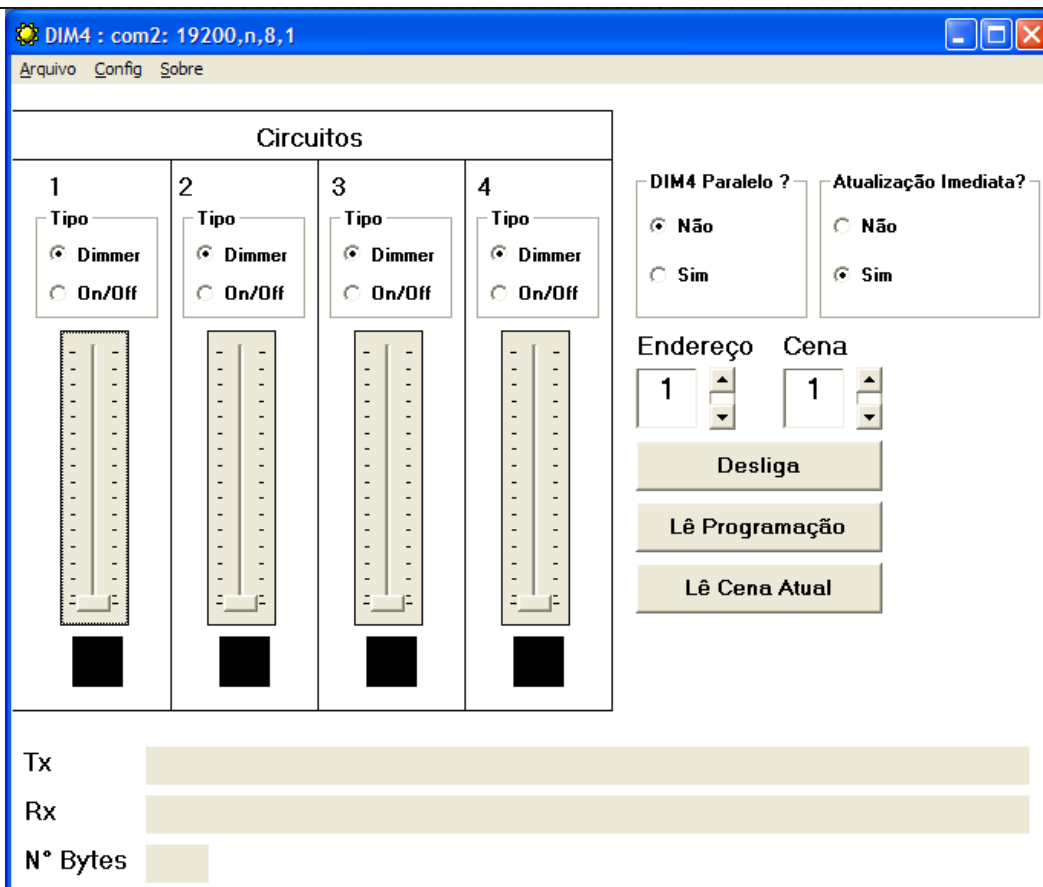 DIM4 : com2: 19200,n,8,1
Arquivo Config Sobre
Circuitos
1 2 3 4
Tipo Tipo Tipo Tipo
Dimmer Dimmer Dimmer Dimmer
On/Off On/Off On/Off On/Off
DIM4 Paralelo ? Atualização Imediata?
Não Não
Sim Sim
Endereço Cena
1 1
Desliga
Lê Programação
Lê Cena Atual
Tx
Rx
N° Bytes